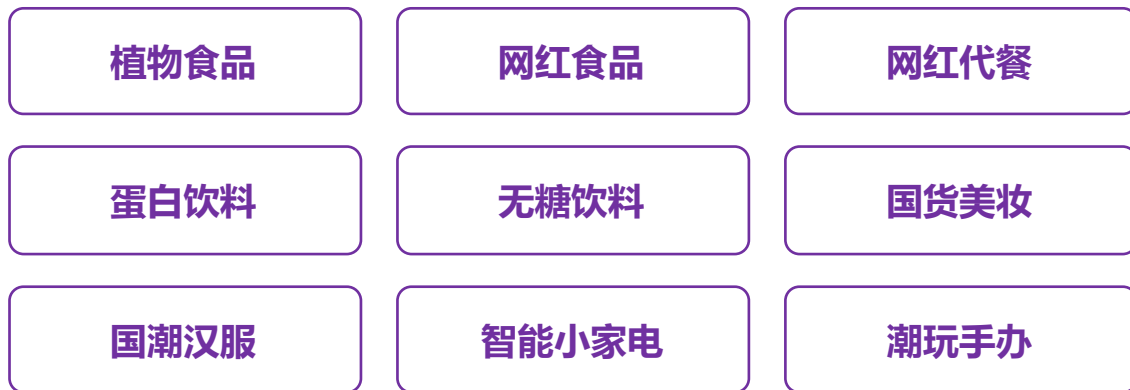 植物食品
网红食品
网红代餐
蛋白饮料
无糖饮料
国货美妆
国潮汉服
智能小家电
潮玩手办